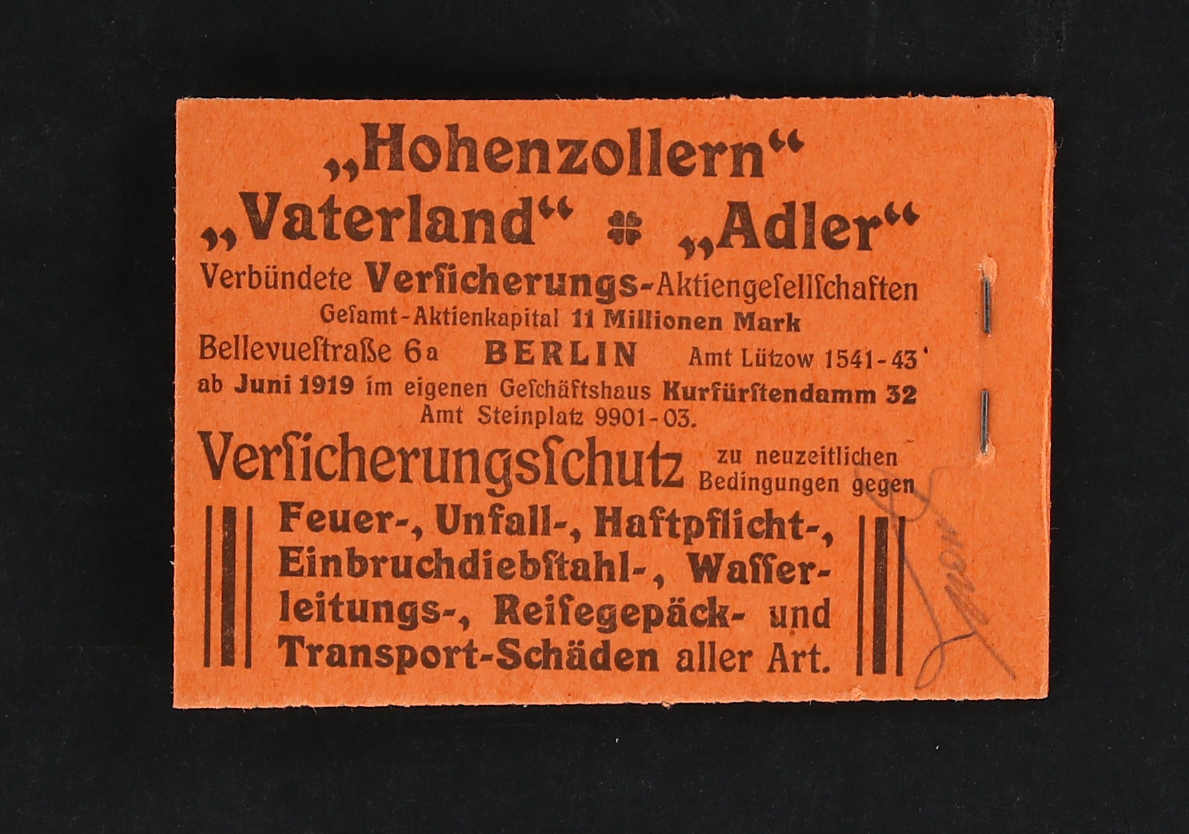 „Hohenzollern“
„Vaterland“ „Adler“
Verbündete Verſicherungs-Aktiengeſellſchaften
Geſamt-Aktienkapital 11 Millionen Mark
Bellevueſtraße 6a BERLIN Amt Lützow 1541-43
ab Juni 1919 im eigenen Geſchäftshaus Kurfürſtendamm 32
Amt Steinplatz 9901-03.
Verſicherungsſchutz zu neuzeitlichen
Bedingungen gegen
Feuer-, Unfall-, Haftpflicht-,
Einbruchdiebſtahl-, Waſſer-
leitungs-, Reiſegepäck- und
Transport-Schäden aller Art.